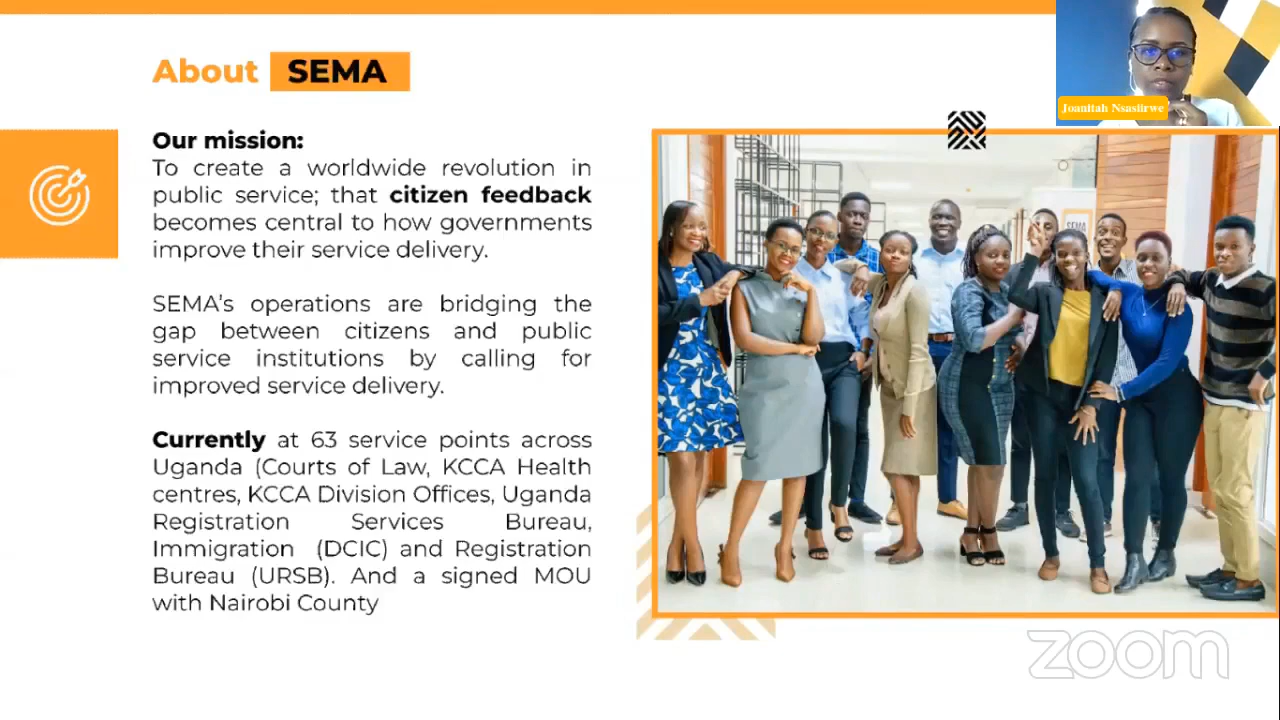 About SEMA
Our mission:
To create a worldwide revolution in
public service; that citizen feedback
becomes central to how governments
improve their service delivery.
SEMA's operations are bridging the
gap between citizens and public
service institutions by calling for
improved service delivery.
Currently at 63 service points across
Uganda (Courts of Law, KCCA Health
centres, KCCA Division Offices, Uganda
Registration Services Bureau,
Immigration (DCIC) and Registration
Bureau (URSB). And a signed MOU
with Nairobi County
Joanitah Nsasiirwe
SEMA
zoom